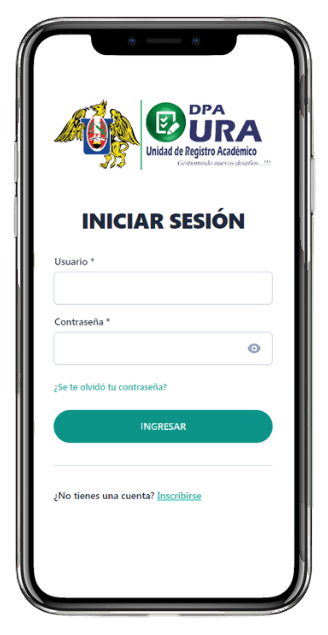 DPA
URA
Unidad de Registro Académico
Gestionando nuevos desafíos...!!!
INICIAR SESIÓN
Usuario *
Contraseña *
¿Se te olvidó tu contraseña?
INGRESAR
¿No tienes una cuenta? Inscribirse